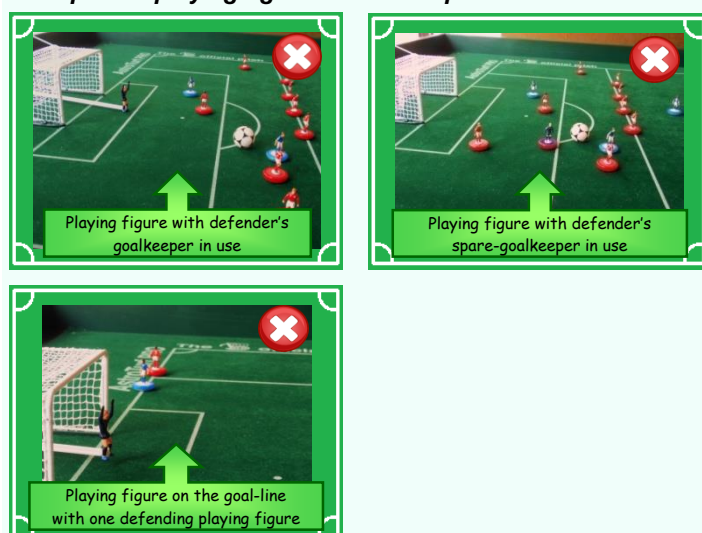 Playing figure with defender's
goalkeeper in use
Playing figure with defender's
spare-goalkeeper in use
Playing figure on the goal-line
with one defending playing figure